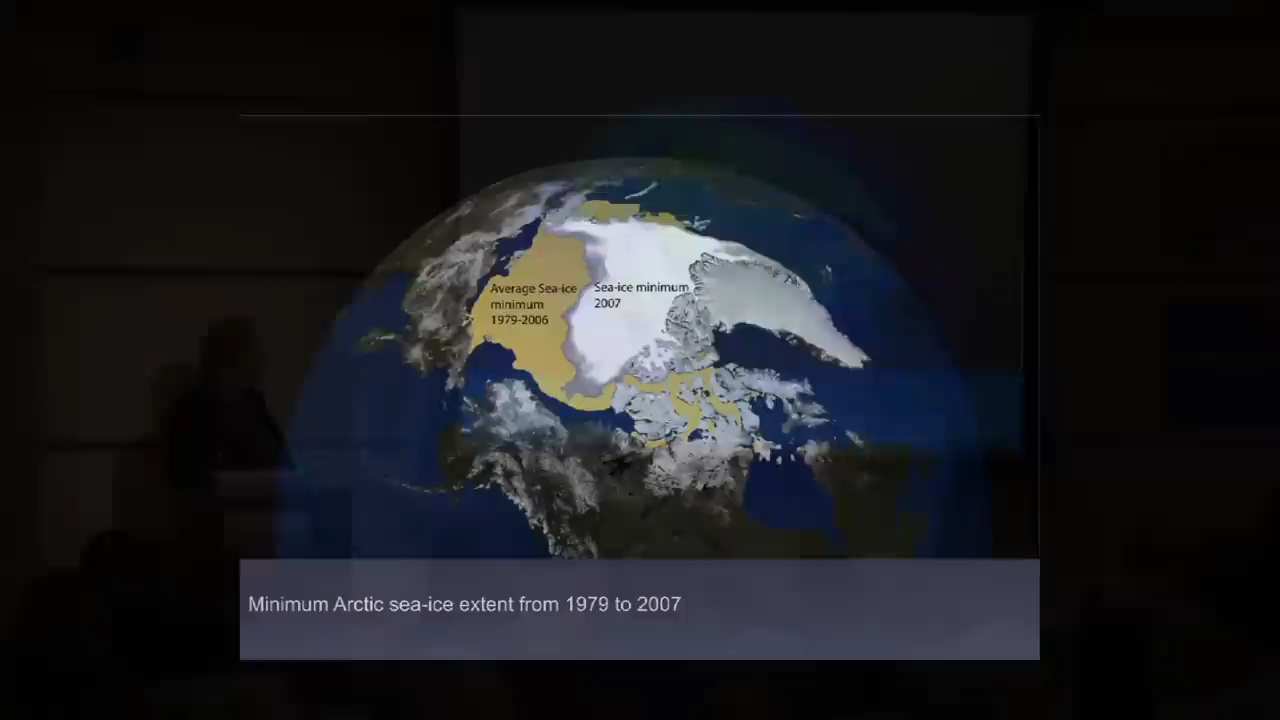 Average Sea-ice
minimum
1979-2006
Sea-ice minimum
2007
Minimum Arctic sea-ice extent from 1979 to 2007